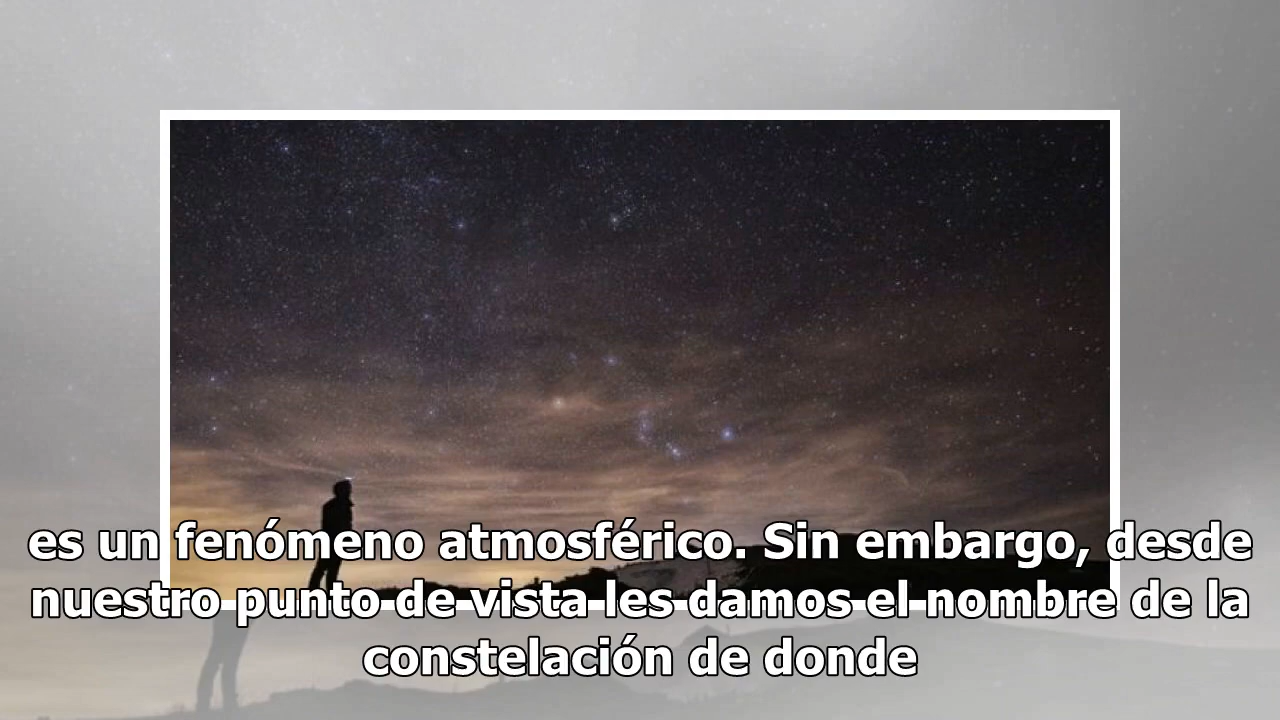 es un fenómeno atmosférico. Sin embargo, desde
nuestro punto de vista les damos el nombre de la
constelación de donde